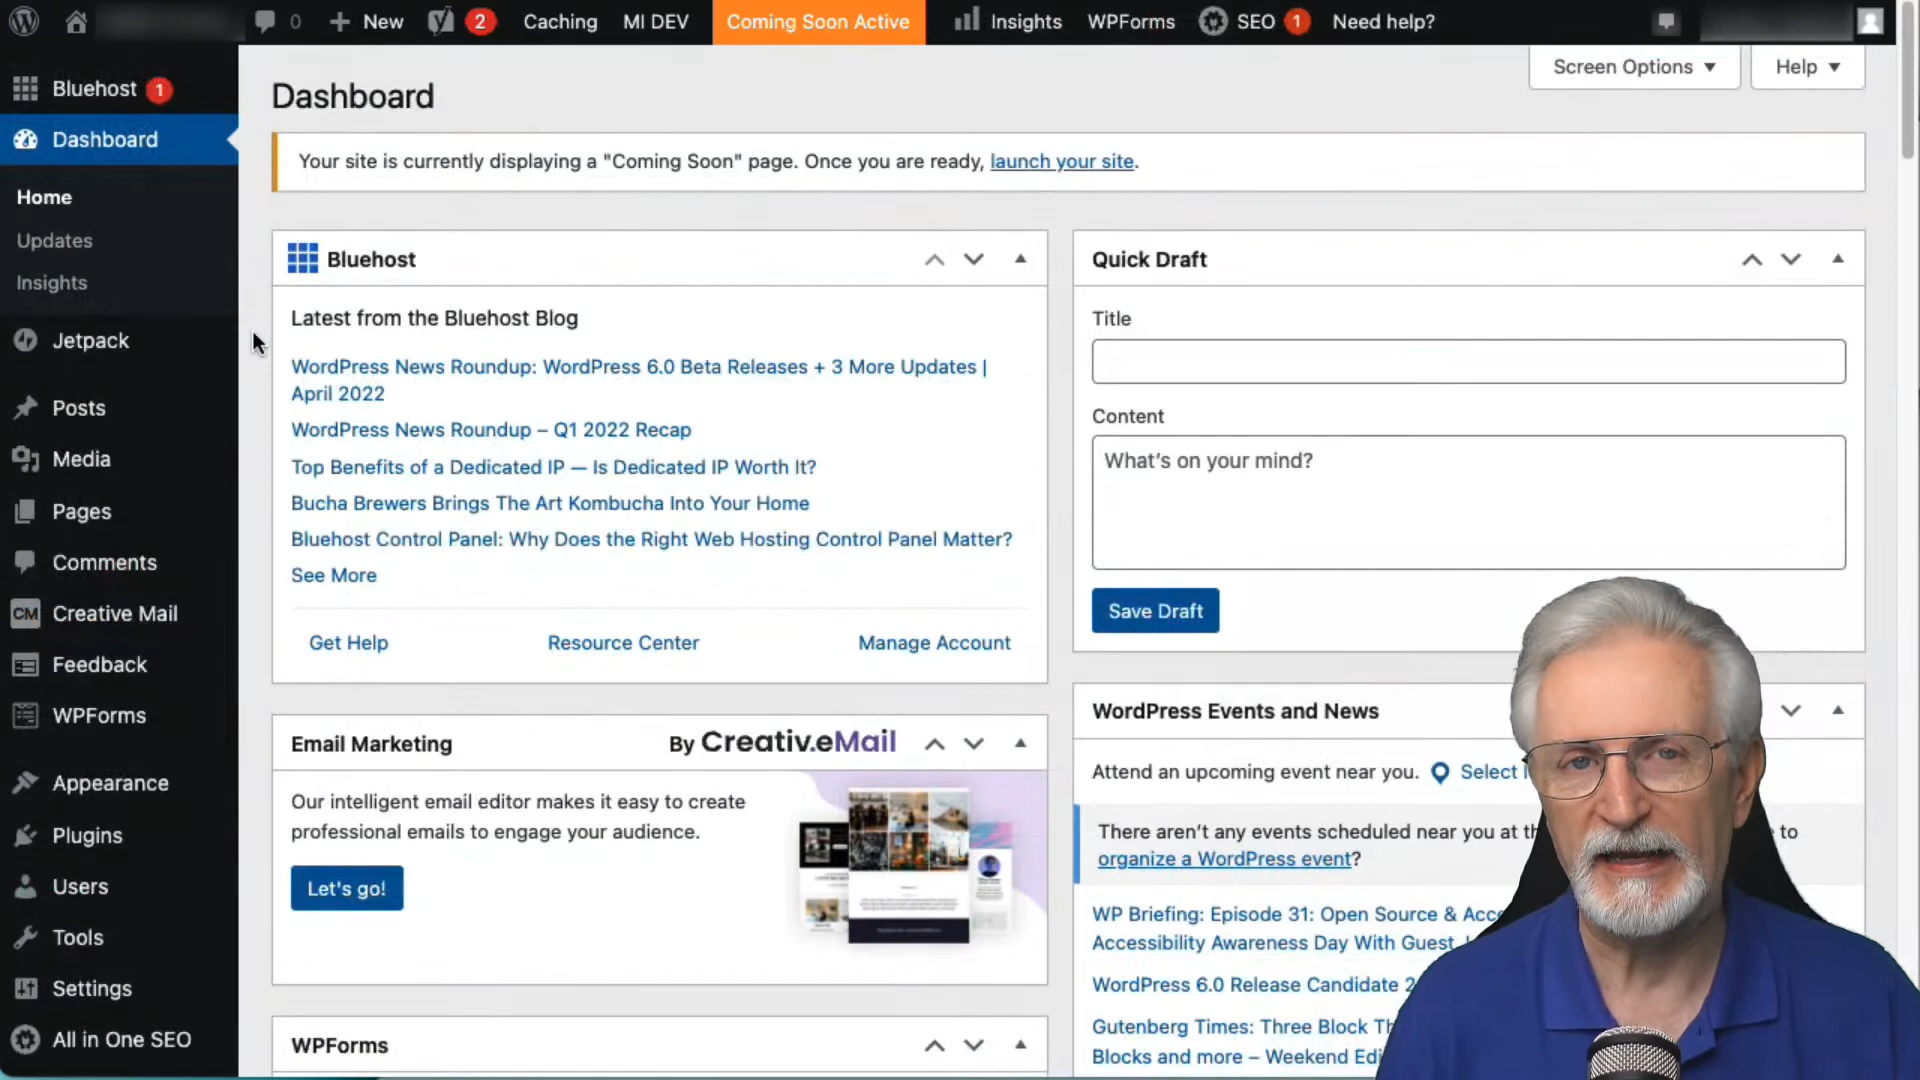 0
New
2
Caching
MI DEV
Coming Soon Active
Insights
WPForms
SEO
1
Need help?
Bluehost 1
Dashboard
Home
Updates
Insights
Jetpack
Posts
Media
Pages
Comments
CM Creative Mail
Feedback
WPForms
Appearance
Plugins
Users
Tools
Settings
All in One SEO
Screen Options
Help
Dashboard
Your site is currently displaying a "Coming Soon" page. Once you are ready, launch your site.
Bluehost
Latest from the Bluehost Blog
WordPress News Roundup: WordPress 6.0 Beta Releases + 3 More Updates |
April 2022
WordPress News Roundup – Q1 2022 Recap
Top Benefits of a Dedicated IP — Is Dedicated IP Worth It?
Bucha Brewers Brings The Art Kombucha Into Your Home
Bluehost Control Panel: Why Does the Right Web Hosting Control Panel Matter?
See More
Get Help
Resource Center
Manage Account
Email Marketing
By Creativ.eMail
Our intelligent email editor makes it easy to create
professional emails to engage your audience.
Let's go!
WPForms
Quick Draft
Title
Content
What's on your mind?
Save Draft
WordPress Events and News
Attend an upcoming event near you. Select
There aren't any events scheduled near you at to
organize a WordPress event?
WP Briefing: Episode 31: Open Source &
Accessibility Awareness Day With Guest
WordPress 6.0 Release Candidate 2
Gutenberg Times: Three Block
Blocks and more – Weekend